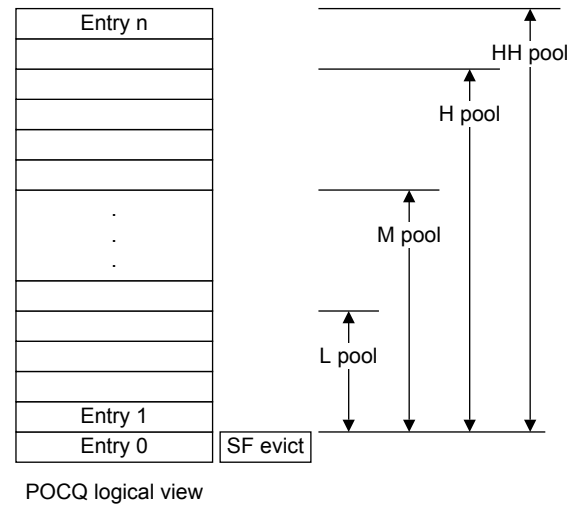 Entry n
HH pool
H pool
.
M pool
.
.
L pool
Entry 1
Entry 0
SF evict
POCQ logical view